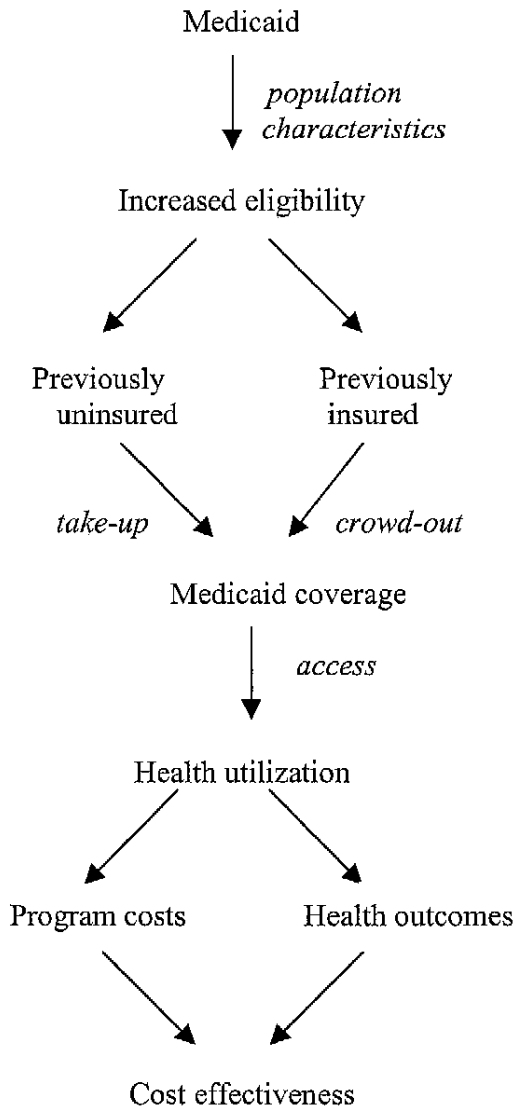 Medicaid
population
characteristics
Increased eligibility
Previously
uninsured
Previously
insured
take-up
crowd-out
Medicaid coverage
access
Health utilization
Program costs
Health outcomes
Cost effectiveness